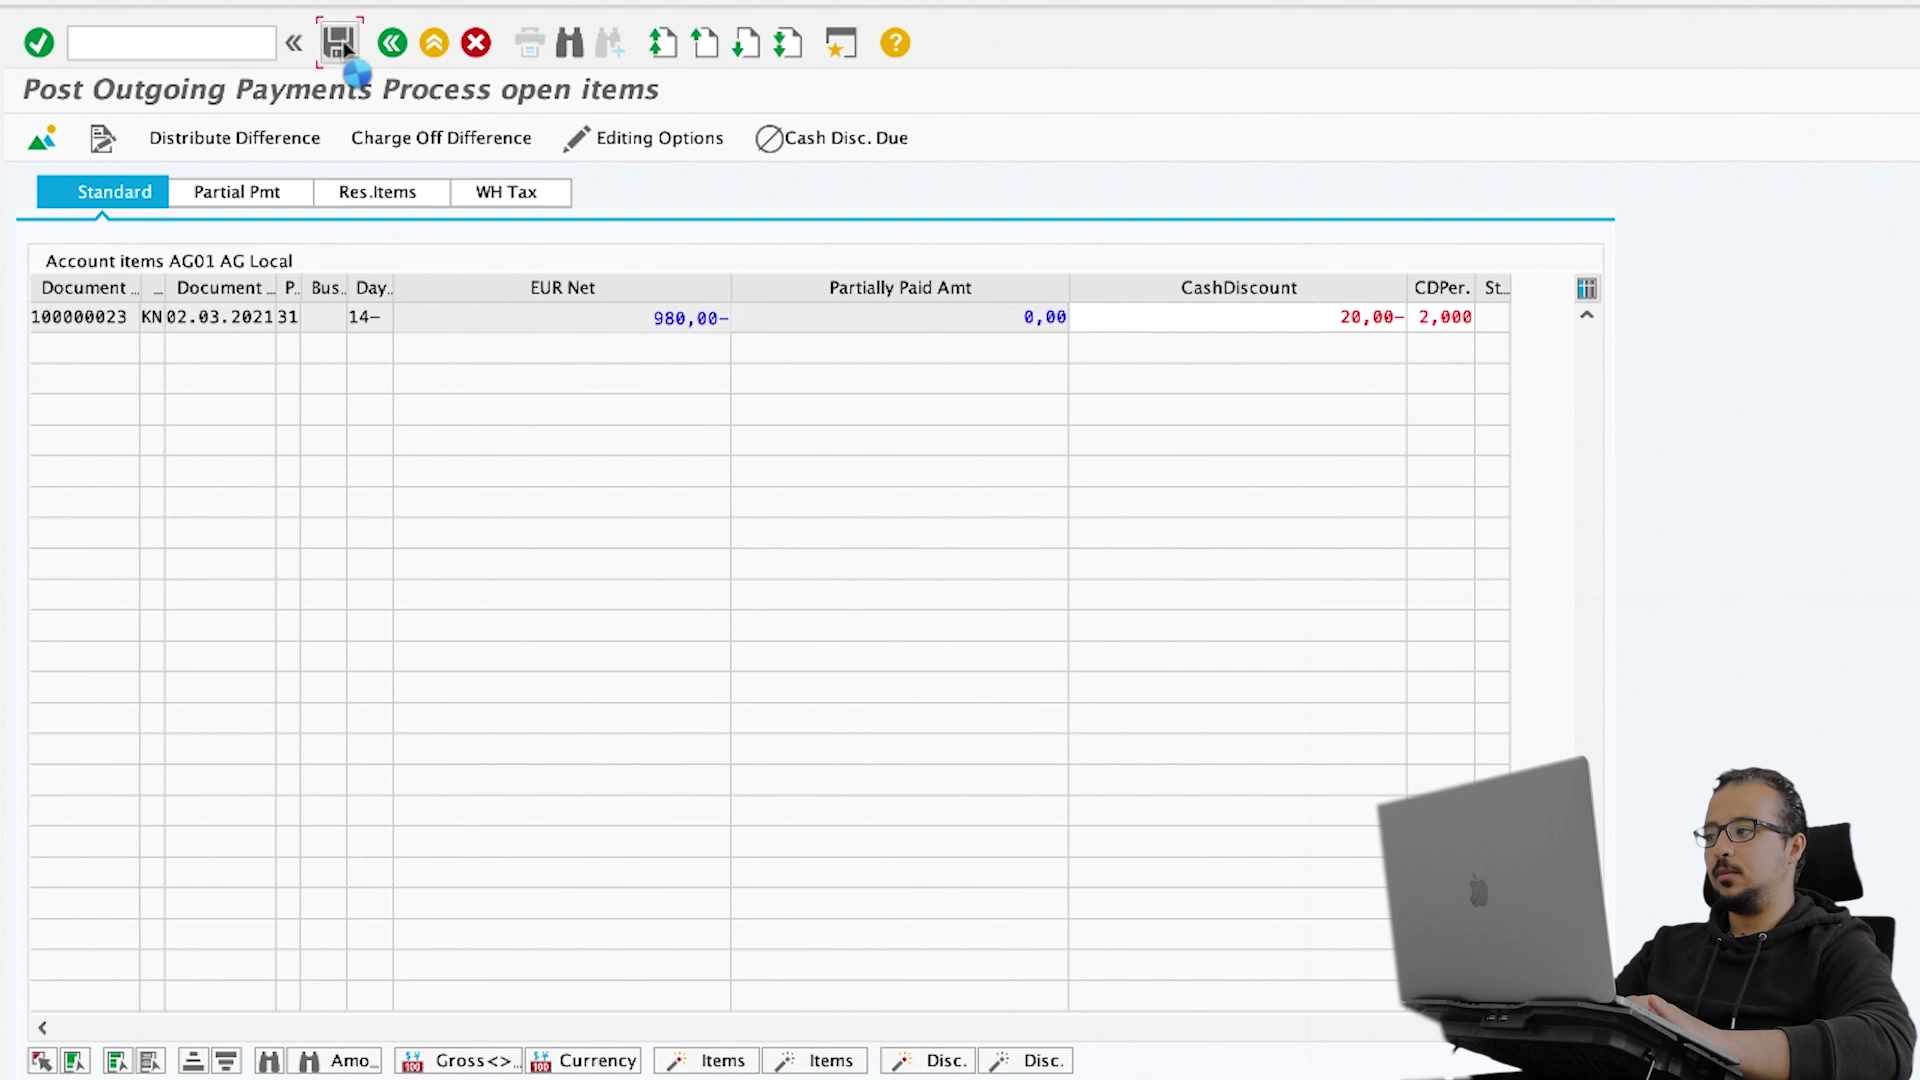 Post Outgoing Payments Process open items
Distribute Difference Charge Off Difference Editing Options Cash Disc. Due
Standard Partial Pmt Res.Items WH Tax
Account items AG01 AG Local
Document .. _ Document .. P.. Bus.. Day.. EUR Net Partially Paid Amt CashDiscount CDPer. St...
100000023 KN 02.03.2021 31 14- 980,00- 0,00 20,00- 2,000
Amo... Gross<>... Currency Items Items Disc. Disc.